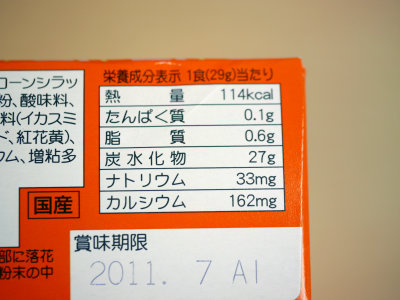 コーンシラッ
粉、酸味料、
料(イカスミ
ド、紅花黄)、
ウム、増粘多
国産
栄養成分表示 1食(29g)当たり
熱量 114kcal
たんぱく質 0.1g
脂質 0.6g
炭水化物 27g
ナトリウム 33mg
カルシウム 162mg
賞味期限
2011. 7 A1
部に落花
粉末の中